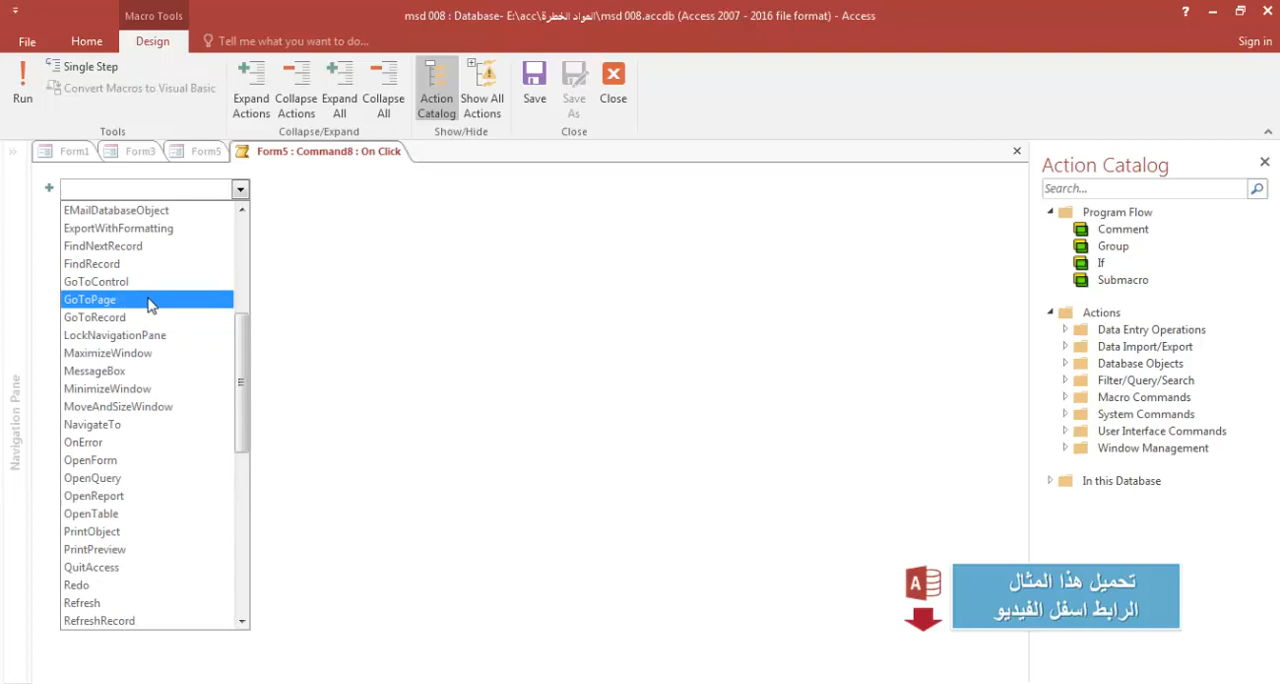 msd 008 : Database- E:\acc\المواد الخطرة\msd 008.accdb (Access 2007 - 2016 file format) - Access
Macro Tools
File
Home
Design
Tell me what you want to do...
Sign in
Run
Single Step
Convert Macros to Visual Basic
Tools
Expand Actions
Collapse Actions
Expand All
Collapse All
Collapse/Expand
Action Catalog
Show All Actions
Show/Hide
Save
Save As
Close
Close
Form1
Form3
Form5
Form5 : Command8 : On Click
Navigation Pane
EMailDatabaseObject
ExportWithFormatting
FindNextRecord
FindRecord
GoToControl
GoToPage
GoToRecord
LockNavigationPane
MaximizeWindow
MessageBox
MinimizeWindow
MoveAndSizeWindow
NavigateTo
OnError
OpenForm
OpenQuery
OpenReport
OpenTable
PrintObject
PrintPreview
QuitAccess
Redo
Refresh
RefreshRecord
Action Catalog
Search...
Program Flow
Comment
Group
If
Submacro
Actions
Data Entry Operations
Data Import/Export
Database Objects
Filter/Query/Search
Macro Commands
System Commands
User Interface Commands
Window Management
In this Database
تحميل هذا المثال
الرابط اسفل الفيديو